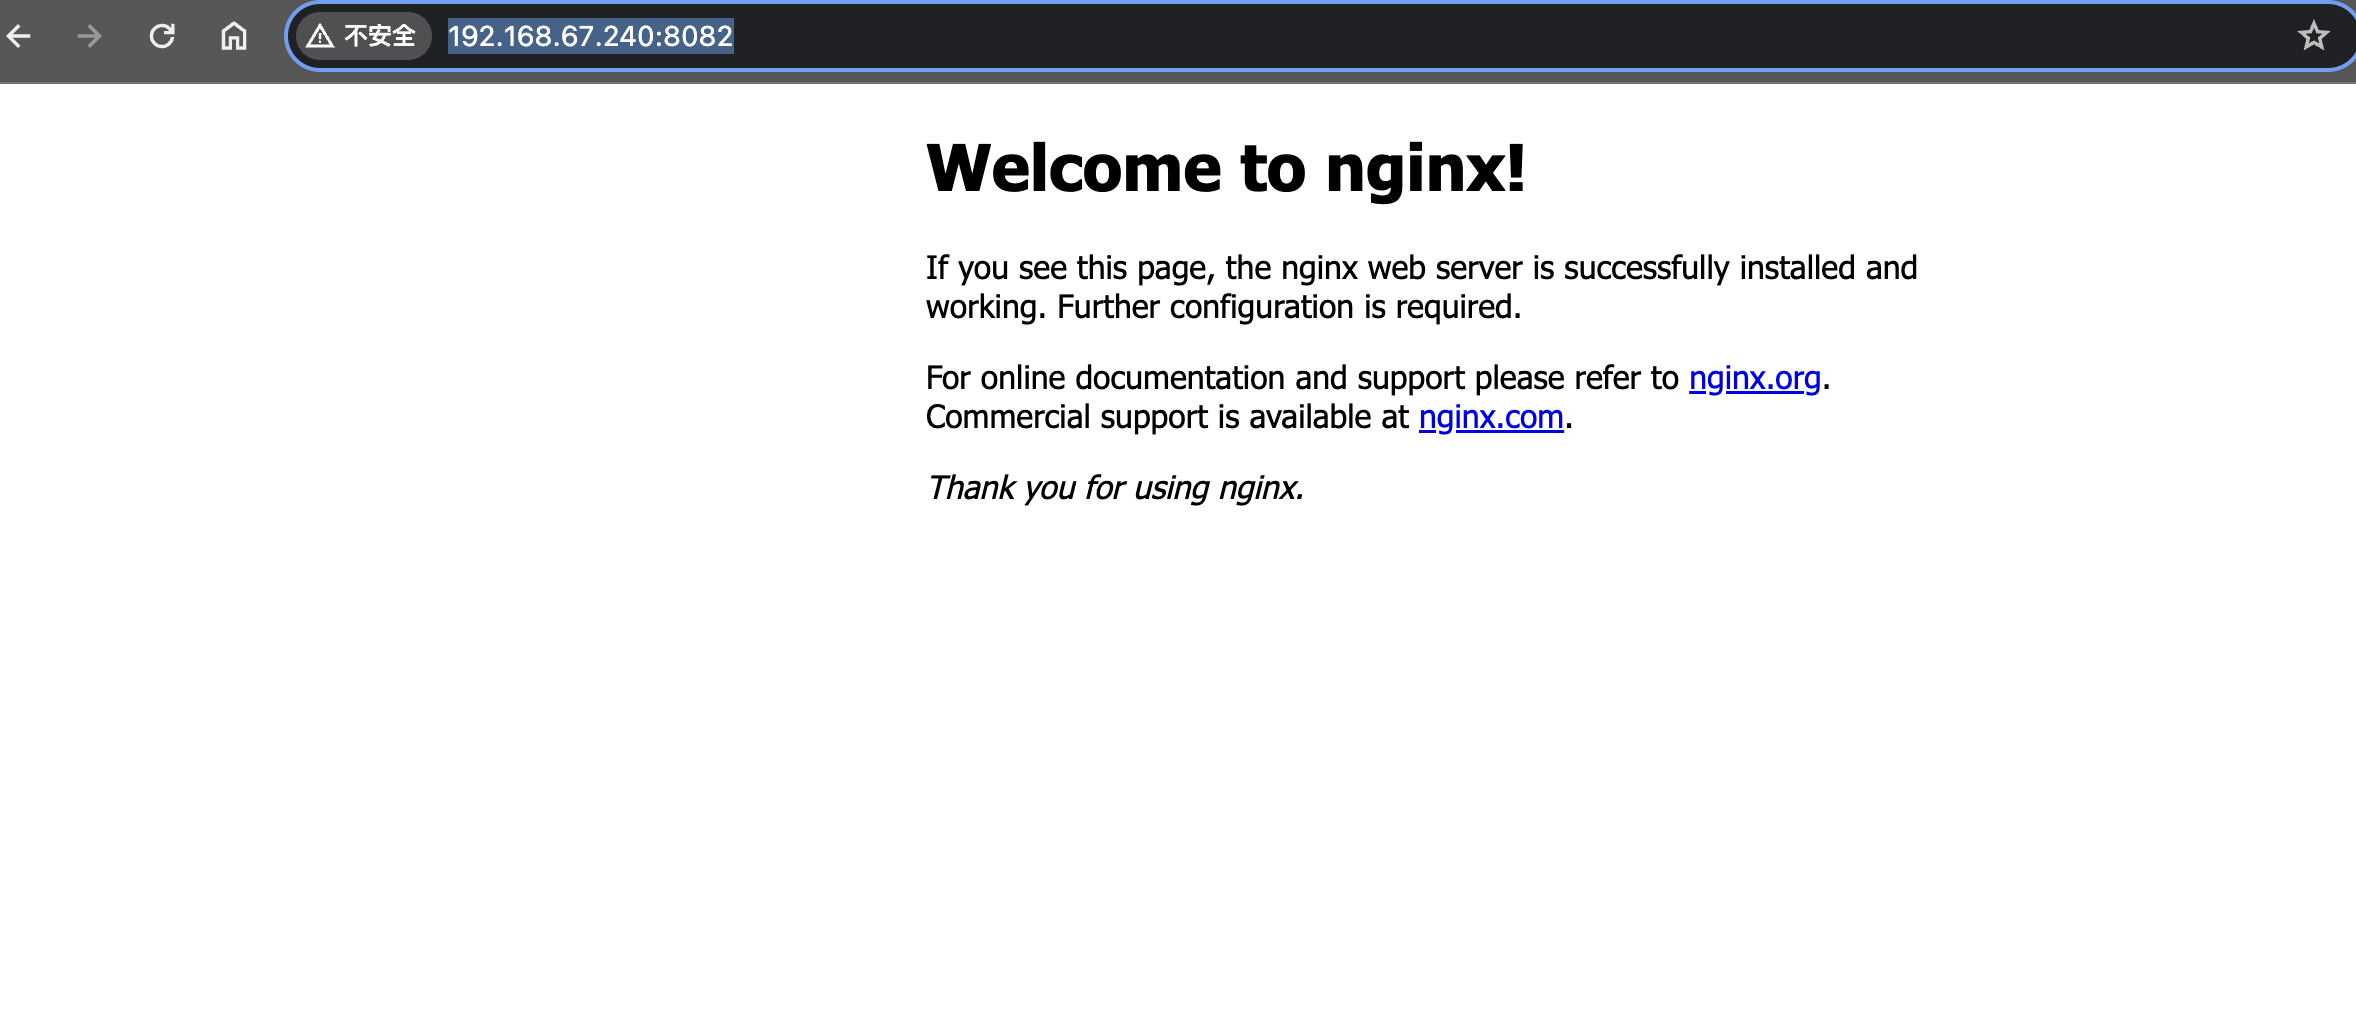 不安全 192.168.67.240:8082
Welcome to nginx!
If you see this page, the nginx web server is successfully installed and
working. Further configuration is required.
For online documentation and support please refer to nginx.org.
Commercial support is available at nginx.com.
Thank you for using nginx.